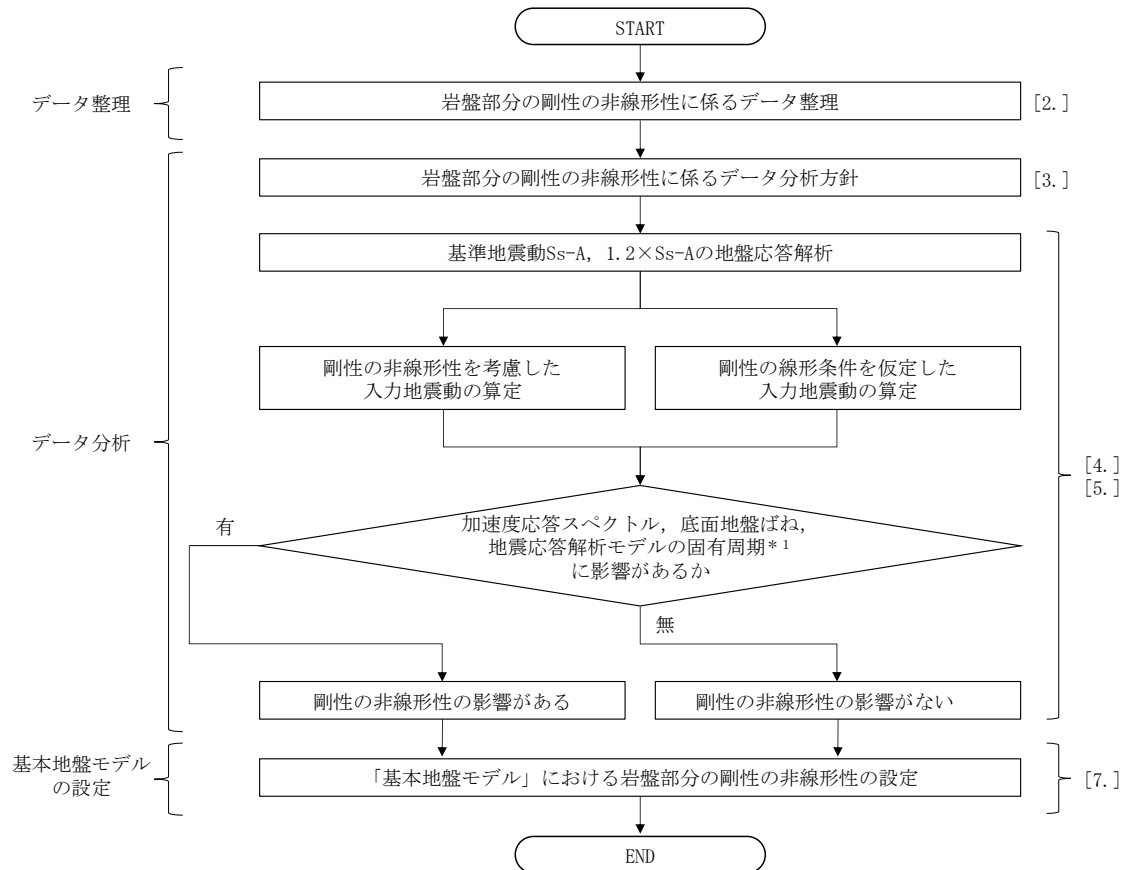 START
データ整理
岩盤部分の剛性の非線形性に係るデータ整理
[2.]
岩盤部分の剛性の非線形性に係るデータ分析方針
[3.]
基準地震動Ss-A, 1.2×Ss-Aの地盤応答解析
剛性の非線形性を考慮した
入力地震動の算定
剛性の線形条件を仮定した
入力地震動の算定
データ分析
[4.]
[5.]
加速度応答スペクトル, 底面地盤ばね,
地震応答解析モデルの固有周期*1
に影響があるか
有
無
剛性の非線形性の影響がある
剛性の非線形性の影響がない
基本地盤モデル
の設定
「基本地盤モデル」における岩盤部分の剛性の非線形性の設定
[7.]
END